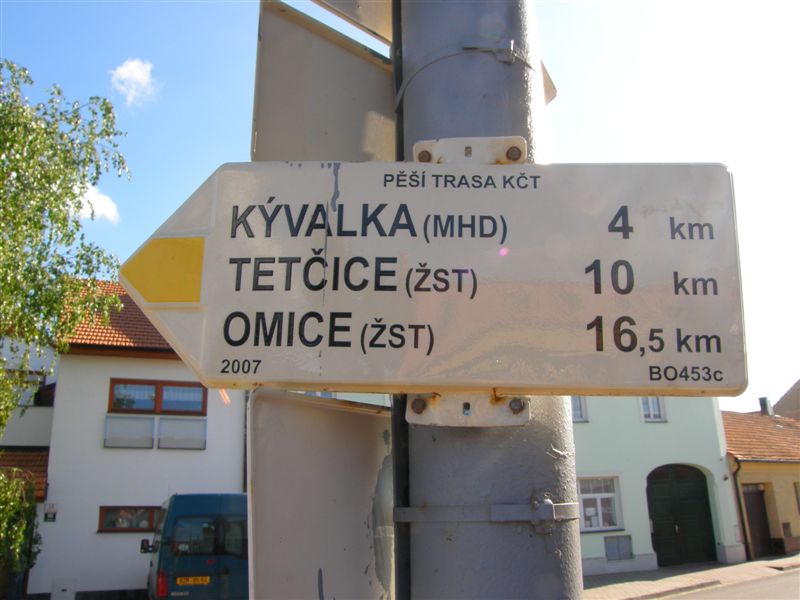 PĚŠÍ TRASA KČT
KÝVALKA (MHD) 4 km
TETČICE (ŽST) 10 km
OMICE (ŽST) 16,5 km
2007 BO453c